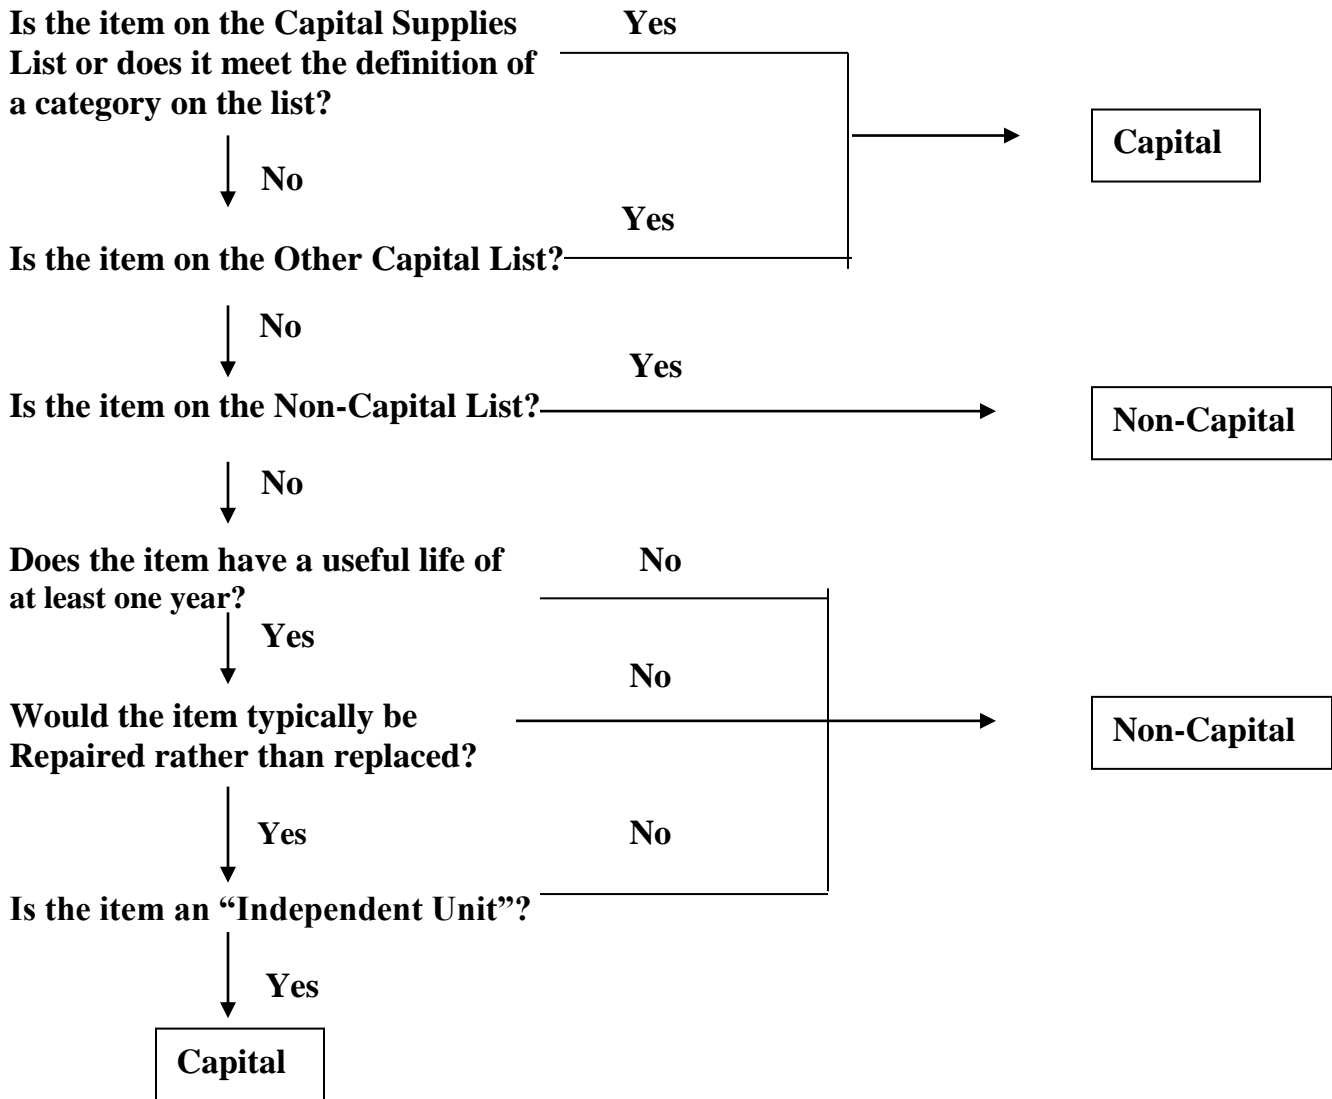 Is the item on the Capital Supplies
List or does it meet the definition of
a category on the list?
Yes
Capital
No
Yes
Is the item on the Other Capital List?
No
Yes
Is the item on the Non-Capital List?
Non-Capital
No
Does the item have a useful life of
at least one year?
No
Yes
No
Would the item typically be
Repaired rather than replaced?
Non-Capital
Yes
No
Is the item an “Independent Unit”?
Yes
Capital